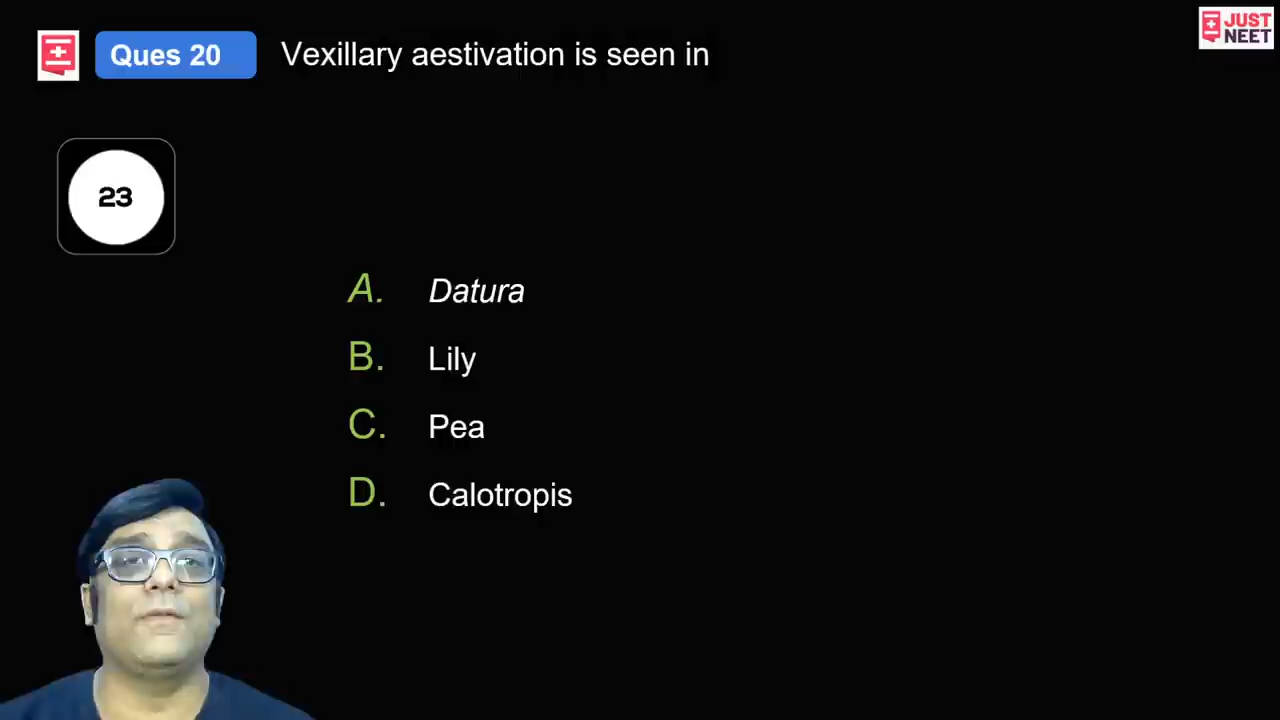 JUST
NEET
Ques 20 Vexillary aestivation is seen in
23
A. Datura
B. Lily
C. Pea
D. Calotropis